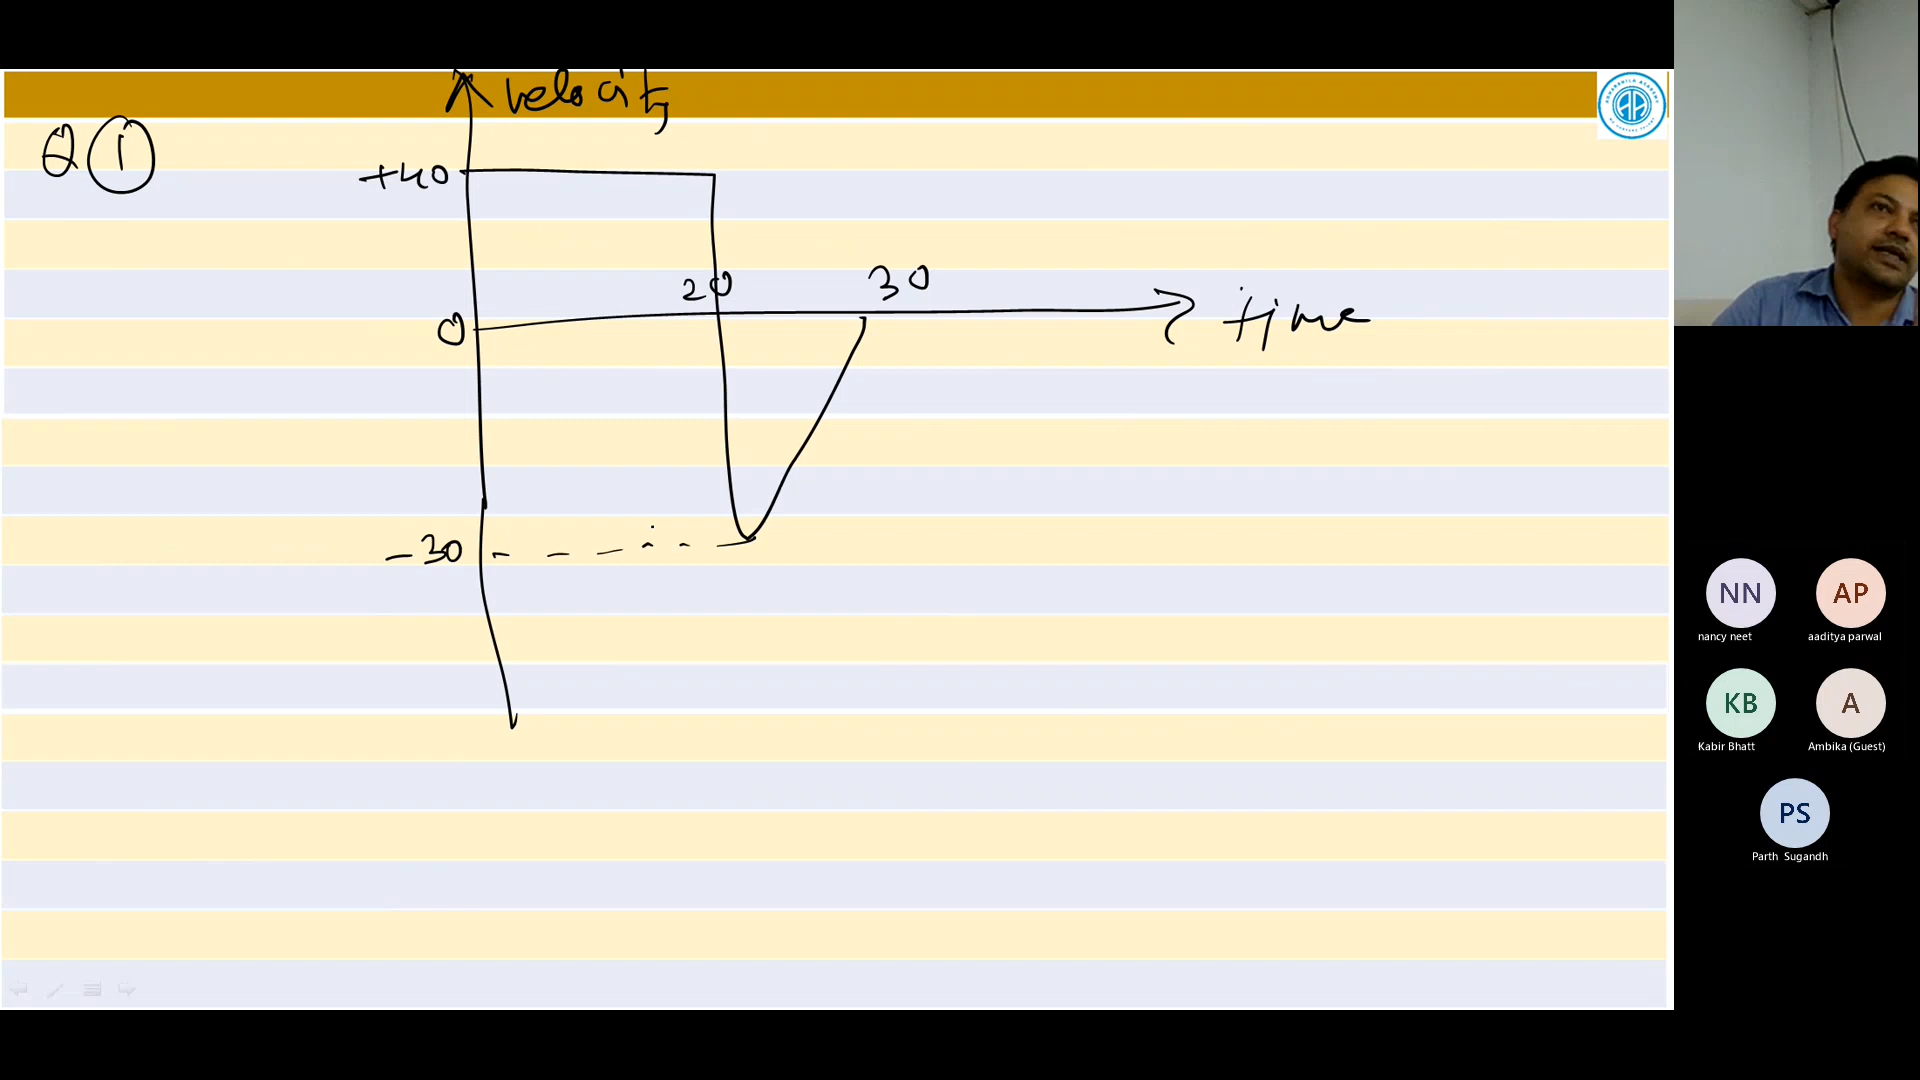 velocity
Q 1
+40
20
30
0
time
-30
NN
AP
nancy neet
aaditya parwal
KB
A
Kabir Bhatt
Ambika (Guest)
PS
Parth Sugandh